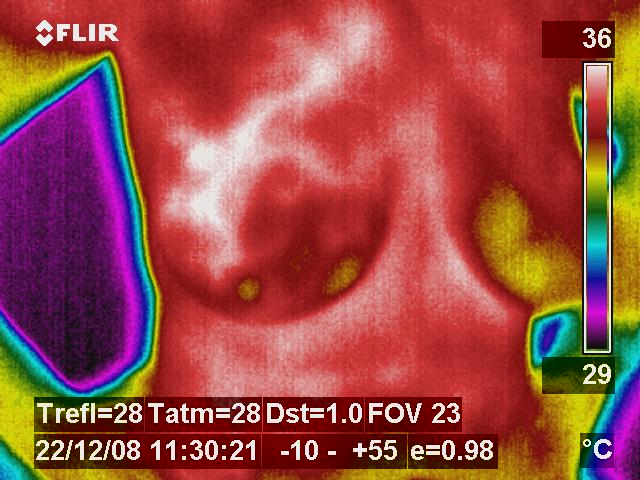 FLIR
36
29
Trefl=28 Tatm=28 Dst=1.0 FOV 23
22/12/08 11:30:21 -10 - +55 e=0.98 °C